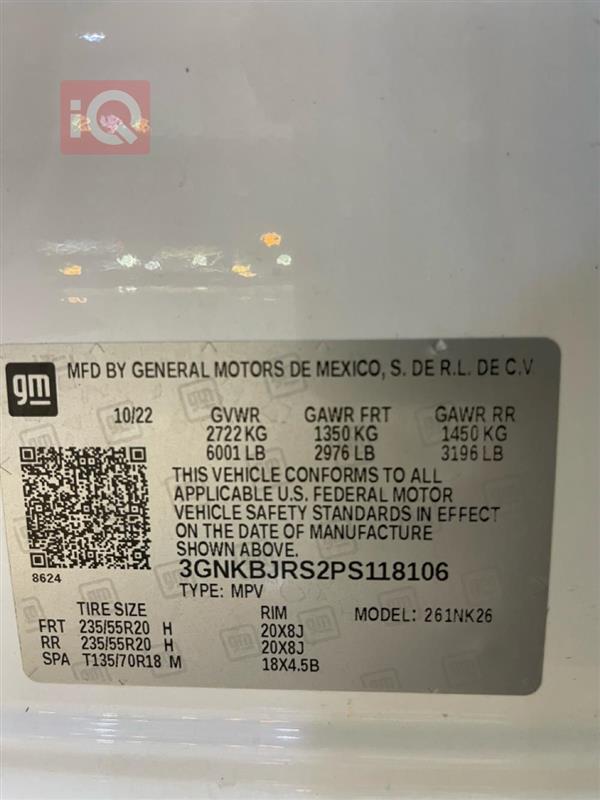 iQ
gm
MFD BY GENERAL MOTORS DE MEXICO, S. DE R.L. DE C.V.
10/22 GVWR GAWR FRT GAWR RR
2722 KG 1350 KG 1450 KG
6001 LB 2976 LB 3196 LB
THIS VEHICLE CONFORMS TO ALL
APPLICABLE U.S. FEDERAL MOTOR
VEHICLE SAFETY STANDARDS IN EFFECT
ON THE DATE OF MANUFACTURE
SHOWN ABOVE.
8624
3GNKBJRS2PS118106
TYPE: MPV
TIRE SIZE RIM MODEL: 261NK26
FRT 235/55R20 H 20X8J
RR 235/55R20 H 20X8J
SPA T135/70R18 M 18X4.5B